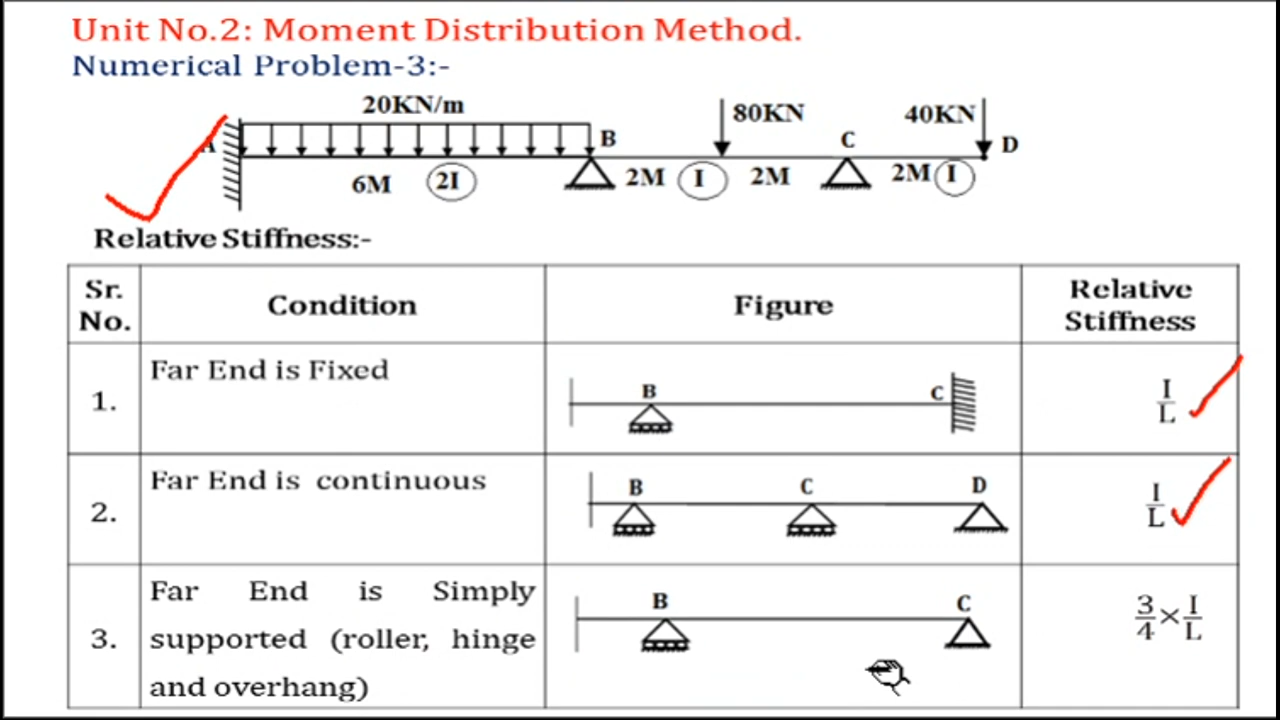 Unit No.2: Moment Distribution Method.
Numerical Problem-3:-
20KN/m
80KN
40KN
A
B
C
D
6M
2I
2M
I
2M
2M
I
Relative Stiffness:-
Sr. No.
Condition
Figure
Relative Stiffness
1.
Far End is Fixed
B
C
I
L
2.
Far End is continuous
B
C
D
I
L
3.
Far End is Simply
supported (roller, hinge
and overhang)
B
C
3/4 × I/L